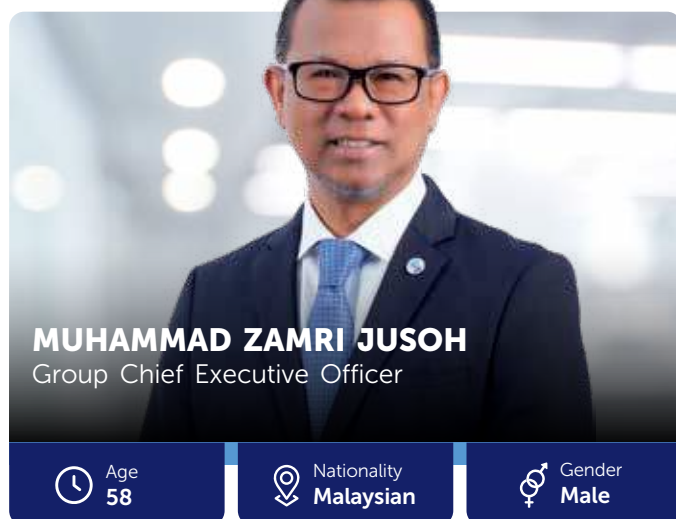 MUHAMMAD ZAMRI JUSOH
Group Chief Executive Officer
Age
58
Nationality
Malaysian
Gender
Male